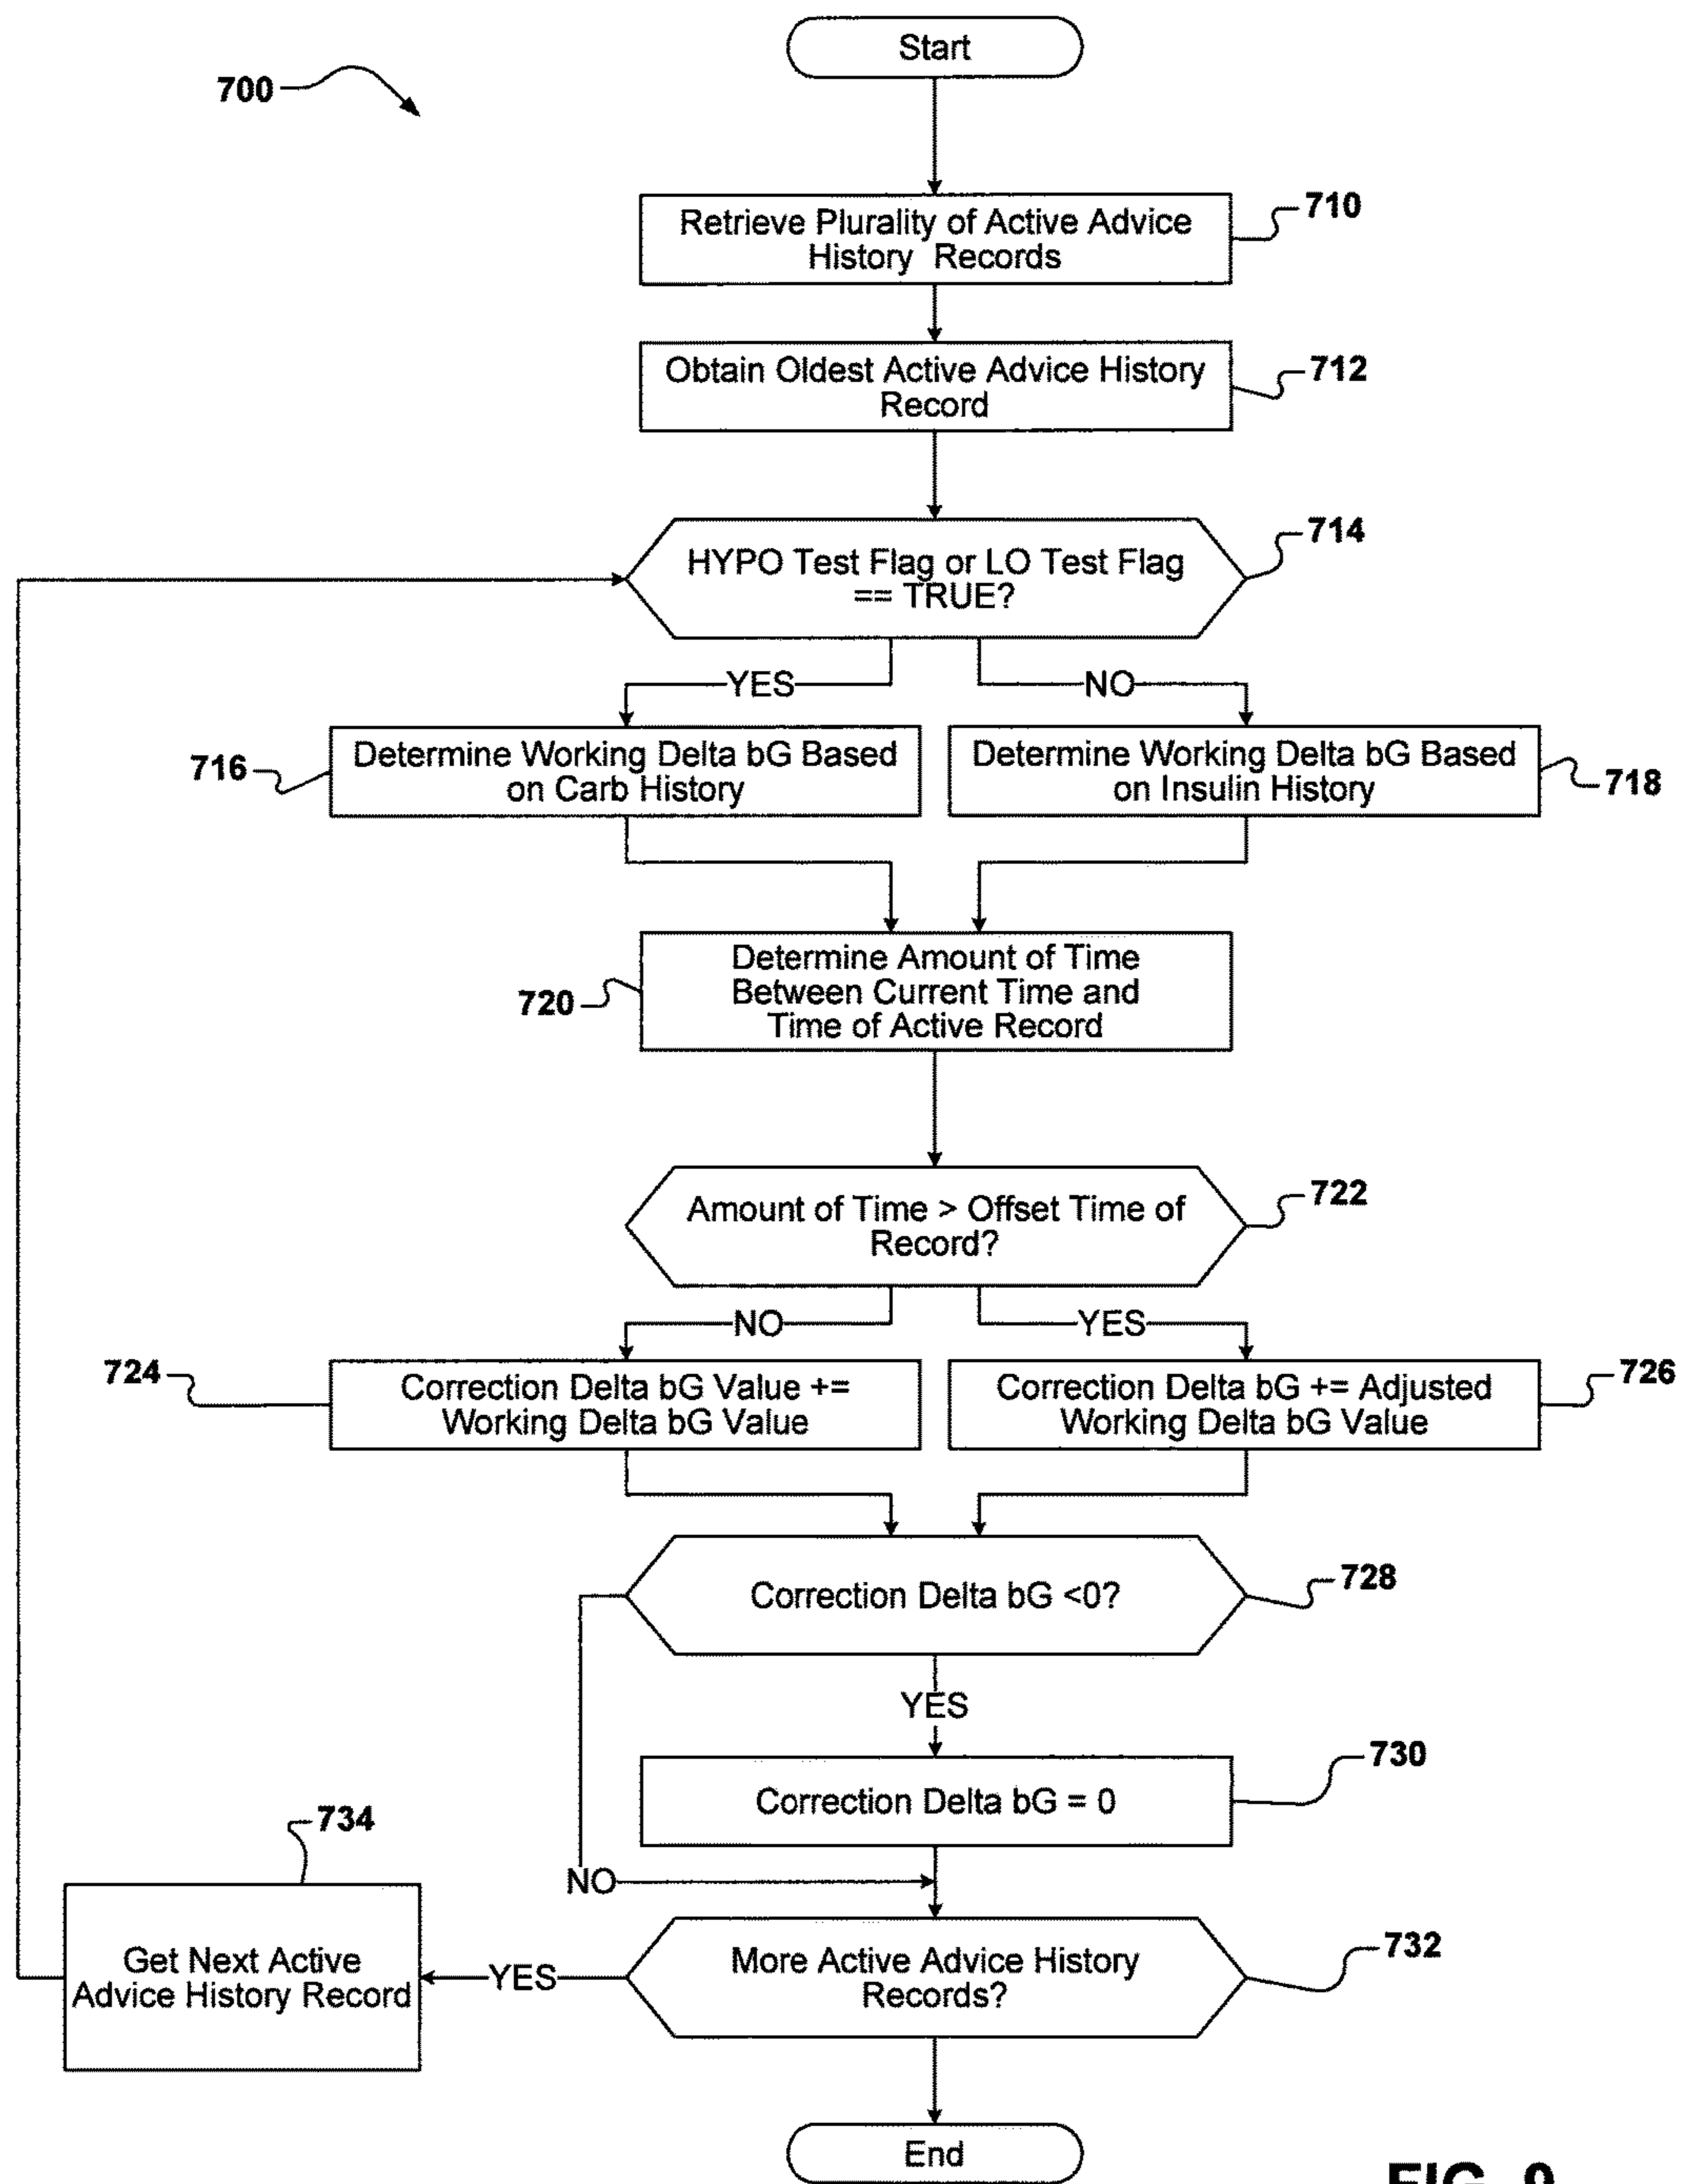 Start
700
Retrieve Plurality of Active Advice
History Records
710
Obtain Oldest Active Advice History
Record
712
HYPO Test Flag or LO Test Flag
== TRUE?
714
YES
NO
716
Determine Working Delta bG Based
on Carb History
Determine Working Delta bG Based
on Insulin History
718
720
Determine Amount of Time
Between Current Time and
Time of Active Record
Amount of Time > Offset Time of
Record?
722
NO
YES
724
Correction Delta bG Value +=
Working Delta bG Value
Correction Delta bG += Adjusted
Working Delta bG Value
726
Correction Delta bG <0?
728
YES
Correction Delta bG = 0
730
NO
734
Get Next Active
Advice History Record
YES
More Active Advice History
Records?
732
End
FIG. 9